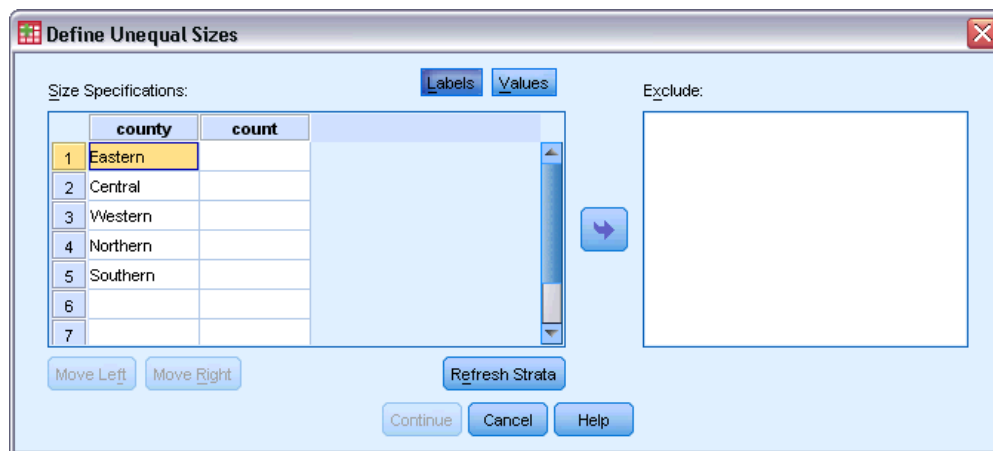 Define Unequal Sizes
Size Specifications:
Labels Values
Exclude:
county count
1 Eastern
2 Central
3 Western
4 Northern
5 Southern
6
7
Move Left Move Right Refresh Strata
Continue Cancel Help